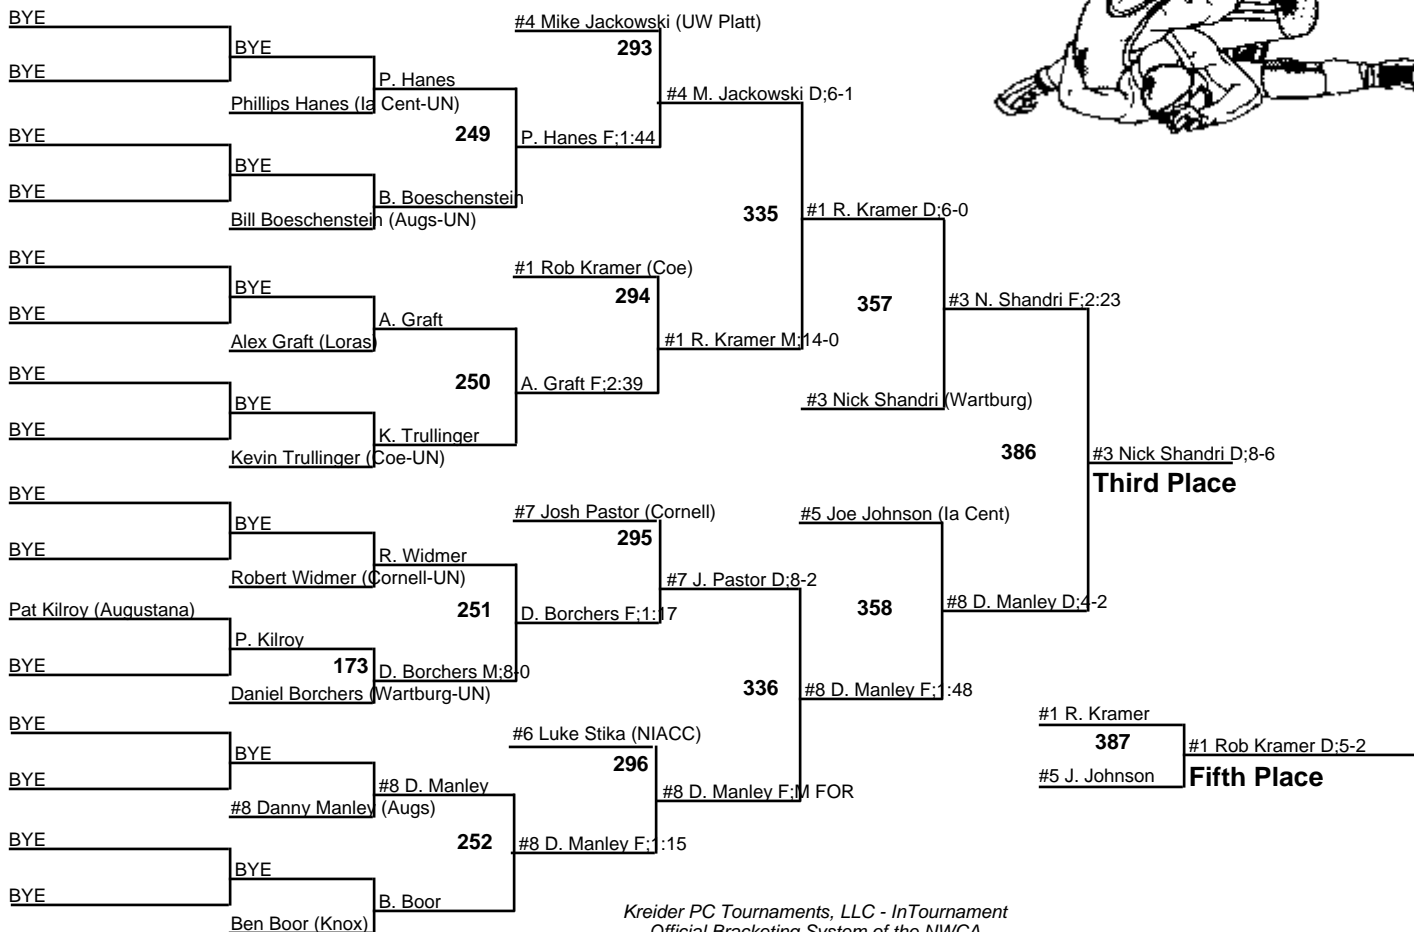 BYE
#4 Mike Jackowski (UW Platt)
BYE
293
BYE
P. Hanes
#4 M. Jackowski D;6-1
Phillips Hanes (Ia Cent-UN)
BYE
249
P. Hanes F;1:44
BYE
BYE
B. Boeschenstein
#1 R. Kramer D;6-0
335
Bill Boeschenstein (Augs-UN)
BYE
#1 Rob Kramer (Coe)
BYE
294
357
#3 N. Shandri F;2:23
BYE
A. Graft
Alex Graft (Loras)
#1 R. Kramer M;14-0
BYE
250
A. Graft F;2:39
BYE
#3 Nick Shandri (Wartburg)
BYE
K. Trullinger
Kevin Trullinger (Coe-UN)
386
#3 Nick Shandri D;8-6
Third Place
BYE
#7 Josh Pastor (Cornell)
#5 Joe Johnson (Ia Cent)
BYE
295
BYE
R. Widmer
Robert Widmer (Cornell-UN)
#7 J. Pastor D;8-2
Pat Kilroy (Augustana)
251
D. Borchers F;1:17
358
#8 D. Manley D;4-2
P. Kilroy
BYE
173
D. Borchers M;8-0
Daniel Borchers (Wartburg-UN)
336
#8 D. Manley F;1:48
BYE
#6 Luke Stika (NIACC)
#1 R. Kramer
BYE
296
387
#1 Rob Kramer D;5-2
BYE
#8 D. Manley
#5 J. Johnson
Fifth Place
#8 Danny Manley (Augs)
#8 D. Manley F;M FOR
BYE
252
#8 D. Manley F;1:15
BYE
BYE
B. Boor
Ben Boor (Knox)
Kreider PC Tournaments, LLC - InTournament
Official Bracketing System of the NWCA